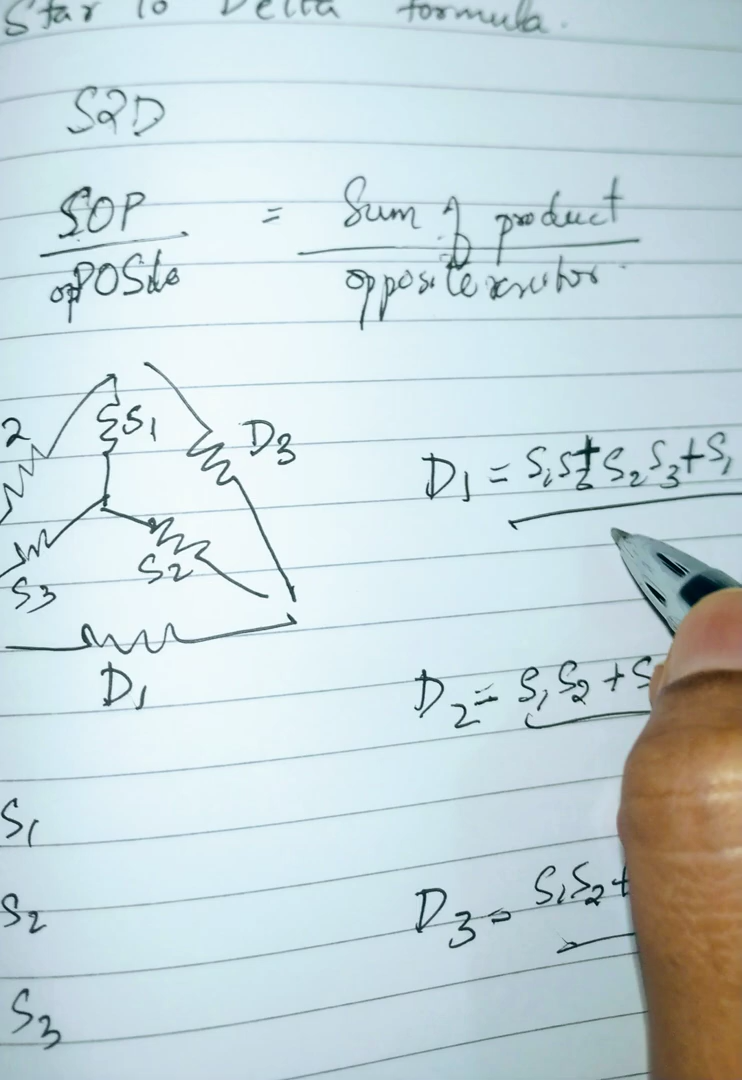 Star to Delta formula.
S2D
SOP = Sum of product
opPOSite opposite resistor.
2 S1 D3
S3 S2
D1
D1 = S1S2+S2S3+S1
D2 = S1S2+S
D3 = S1S2+
S1
S2
S3